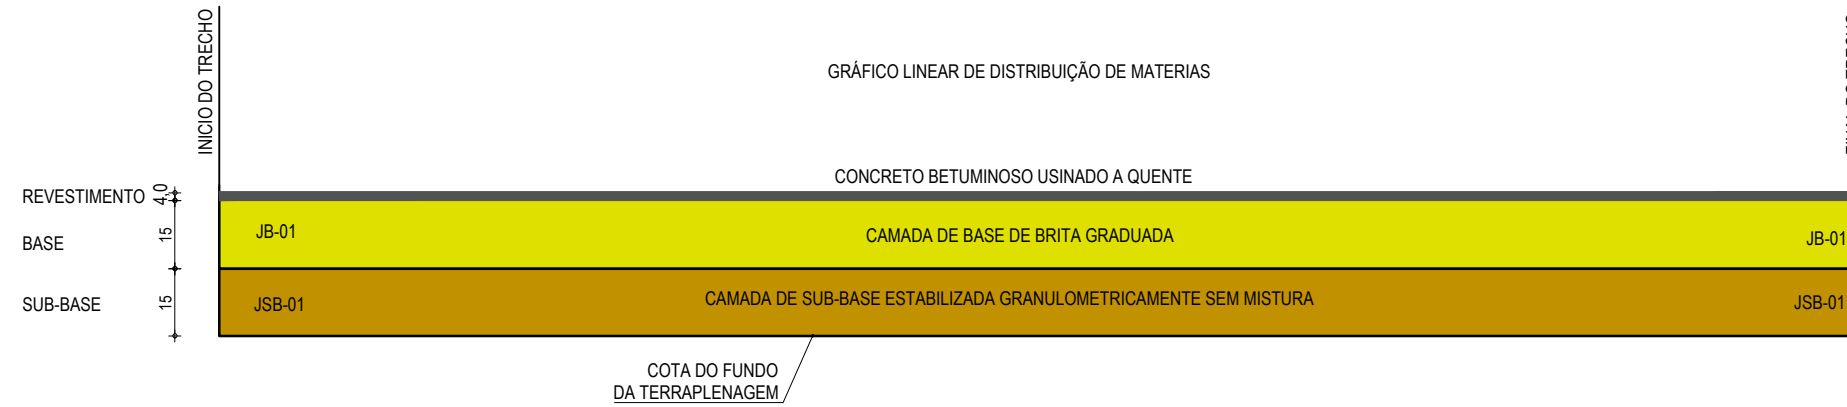 INICIO DO TRECHO
GRÁFICO LINEAR DE DISTRIBUIÇÃO DE MATERIAS
CONCRETO BETUMINOSO USINADO A QUENTE
REVESTIMENTO 4,0
BASE 15 JB-01 CAMADA DE BASE DE BRITA GRADUADA JB-01
SUB-BASE 15 JSB-01 CAMADA DE SUB-BASE ESTABILIZADA GRANULOMETRICAMENTE SEM MISTURA JSB-01
COTA DO FUNDO
DA TERRAPLENAGEM